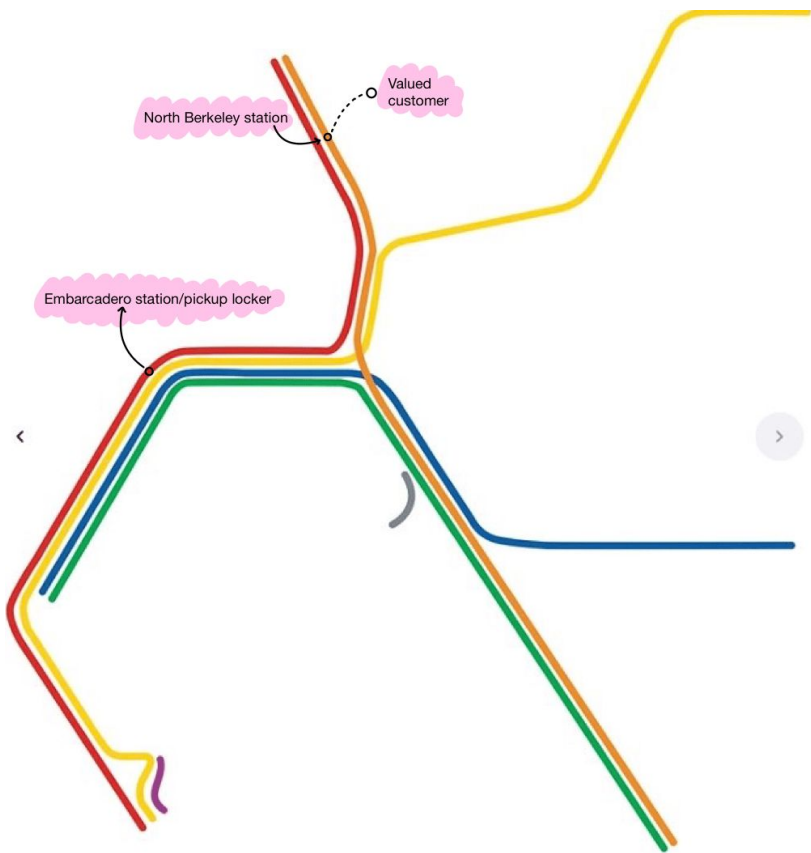 Valued
customer
North Berkeley station
Embarcadero station/pickup locker